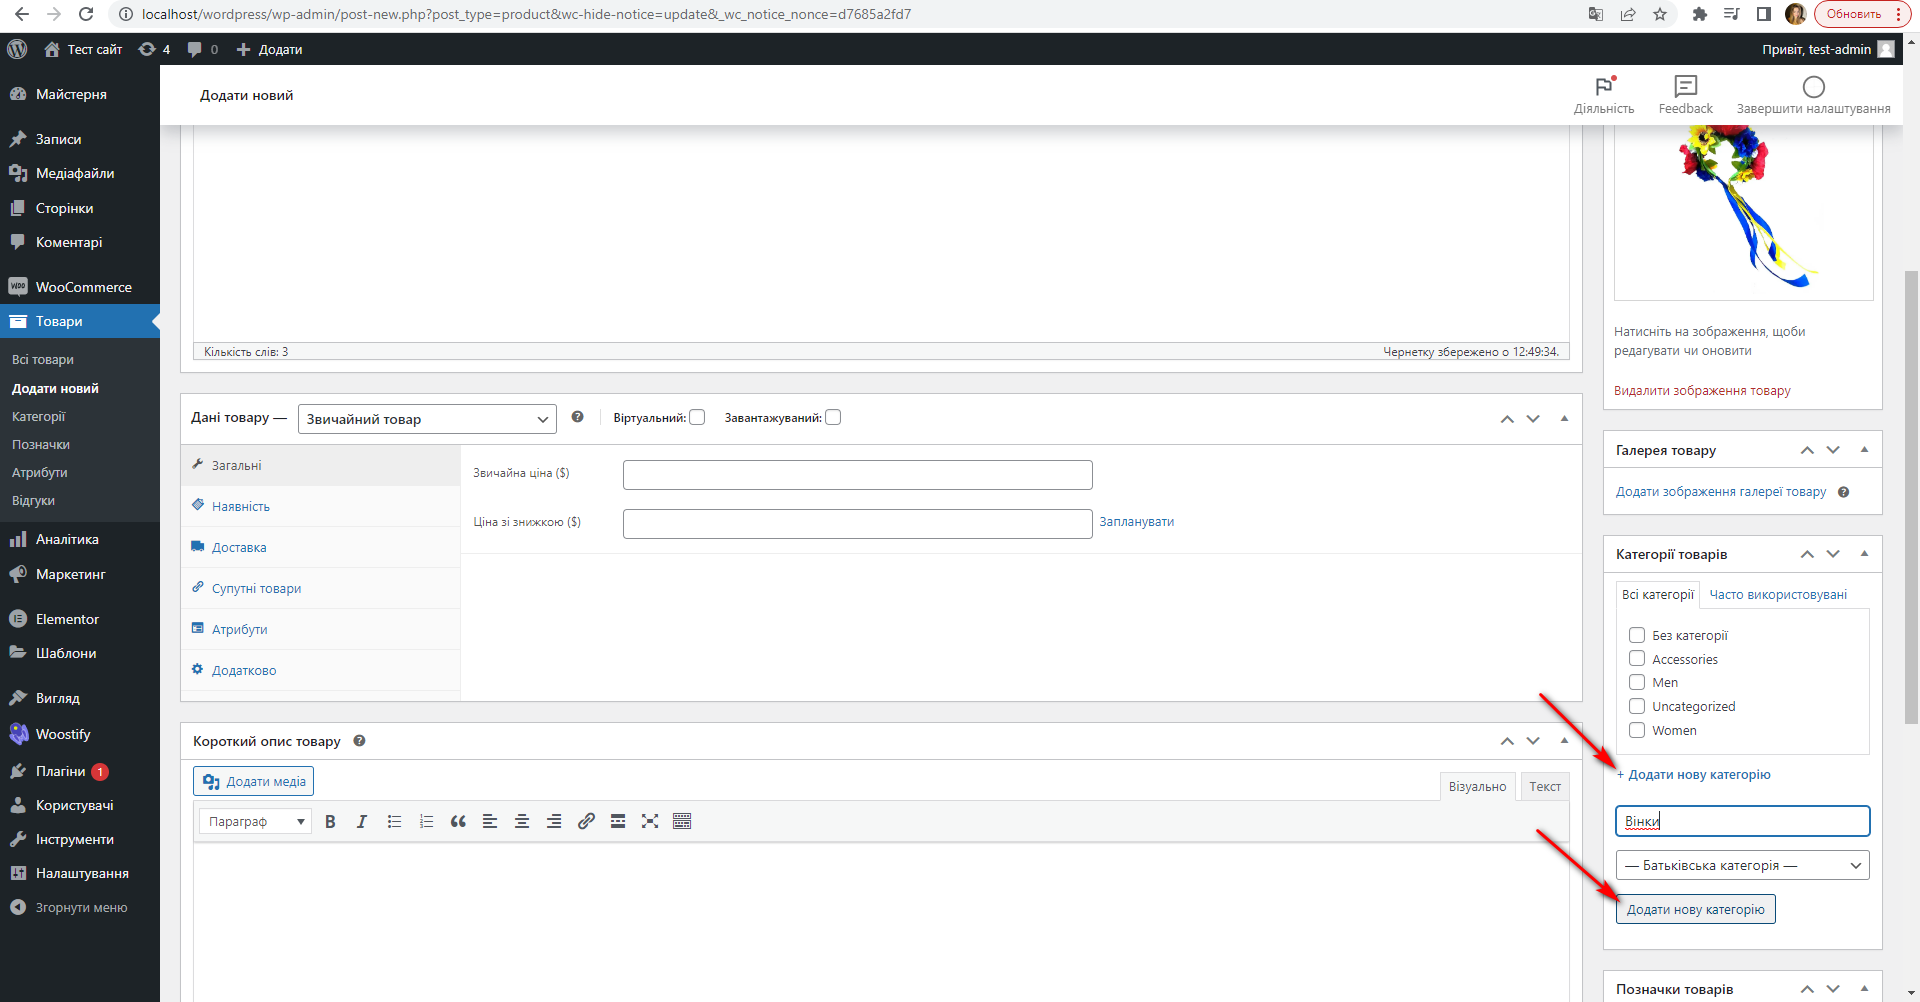 localhost/wordpress/wp-admin/post-new.php?post_type=product&wc-hide-notice=update&_wc_notice_nonce=d7685a2fd7
Обновить
Тест сайт
4
0
Додати
Привіт, test-admin
Майстерня
Записи
Медіафайли
Сторінки
Коментарі
WooCommerce
Товари
Всі товари
Додати новий
Категорії
Позначки
Атрибути
Відгуки
Аналітика
Маркетинг
Elementor
Шаблони
Вигляд
Woostify
Плагіни 1
Користувачі
Інструменти
Налаштування
Згорнути меню
Додати новий
Діяльність
Feedback
Завершити налаштування
Кількість слів: 3
Чернетку збережено о 12:49:34.
Дані товару —
Звичайний товар
Віртуальний:
Завантажуваний:
Загальні
Наявність
Доставка
Супутні товари
Атрибути
Додатково
Звичайна ціна ($)
Ціна зі знижкою ($)
Запланувати
Короткий опис товару
Додати медіа
Візуально
Текст
Параграф
B I
Натисніть на зображення, щоби
редагувати чи оновити
Видалити зображення товару
Галерея товару
Додати зображення галереї товару
Категорії товарів
Всі категорії
Часто використовувані
Без категорії
Accessories
Men
Uncategorized
Women
+ Додати нову категорію
Вінки
— Батьківська категорія —
Додати нову категорію
Позначки товарів